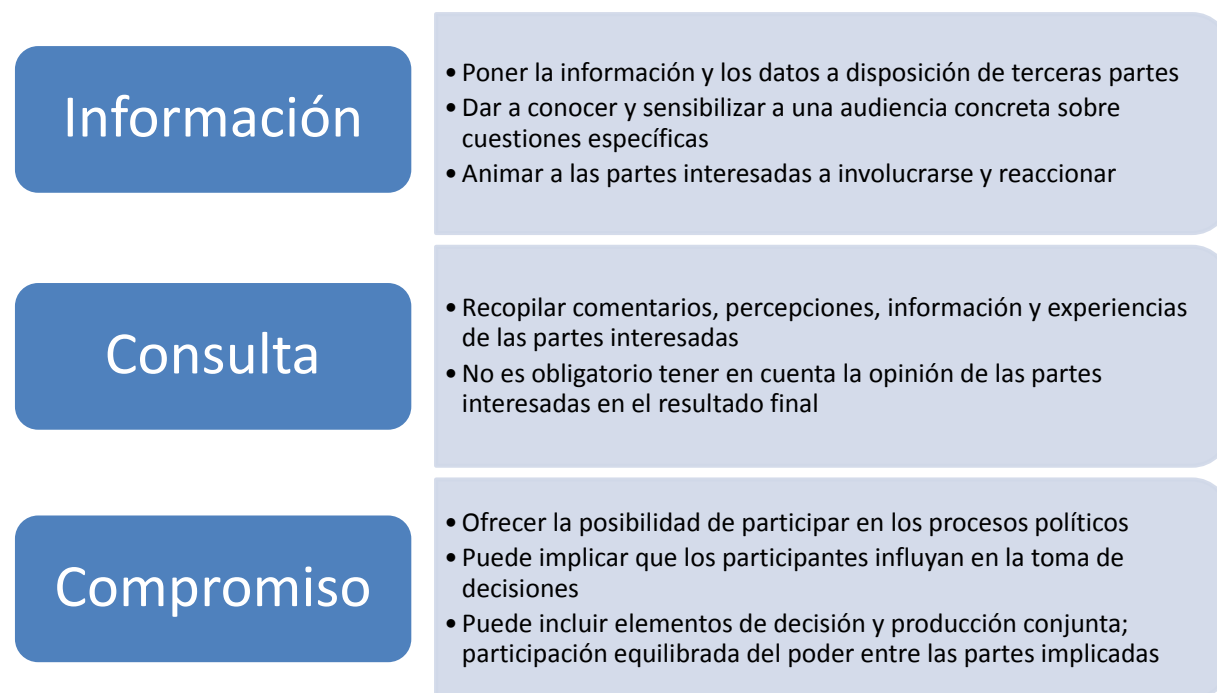 Información
• Poner la información y los datos a disposición de terceras partes
• Dar a conocer y sensibilizar a una audiencia concreta sobre
cuestiones específicas
• Animar a las partes interesadas a involucrarse y reaccionar
Consulta
• Recopilar comentarios, percepciones, información y experiencias
de las partes interesadas
• No es obligatorio tener en cuenta la opinión de las partes
interesadas en el resultado final
Compromiso
• Ofrecer la posibilidad de participar en los procesos políticos
• Puede implicar que los participantes influyan en la toma de
decisiones
• Puede incluir elementos de decisión y producción conjunta;
participación equilibrada del poder entre las partes implicadas